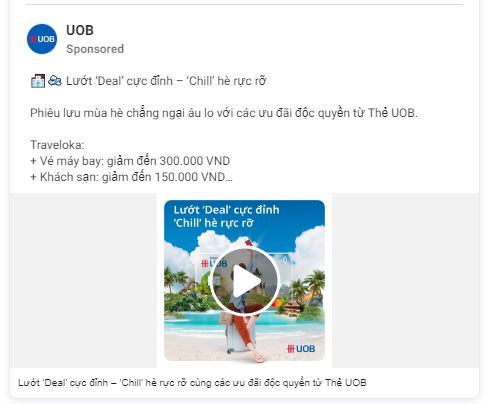 UOB
UOB
Sponsored
Lướt ‘Deal’ cực đỉnh – ‘Chill’ hè rực rỡ
Phiêu lưu mùa hè chẳng ngại âu lo với các ưu đãi độc quyền từ Thẻ UOB.
Traveloka:
+ Vé máy bay: giảm đến 300.000 VND
+ Khách sạn: giảm đến 150.000 VND…
Lướt ‘Deal’ cực đỉnh
‘Chill’ hè rực rỡ
UOB
UOB
Lướt ‘Deal’ cực đỉnh – ‘Chill’ hè rực rỡ cùng các ưu đãi độc quyền từ Thẻ UOB